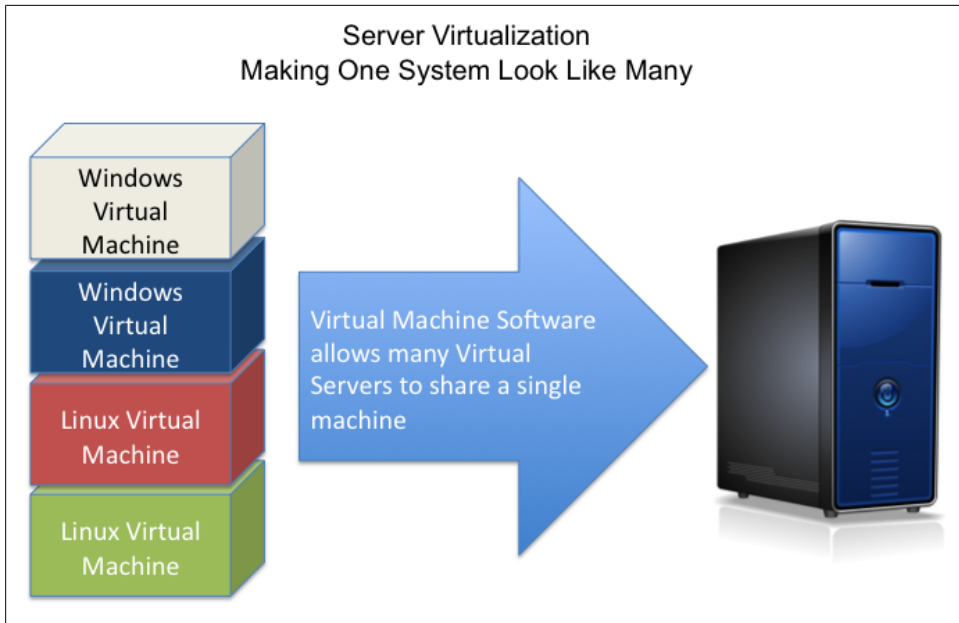 Server Virtualization
Making One System Look Like Many
Windows
Virtual
Machine
Windows
Virtual
Machine
Linux Virtual
Machine
Linux Virtual
Machine
Virtual Machine Software
allows many Virtual
Servers to share a single
machine